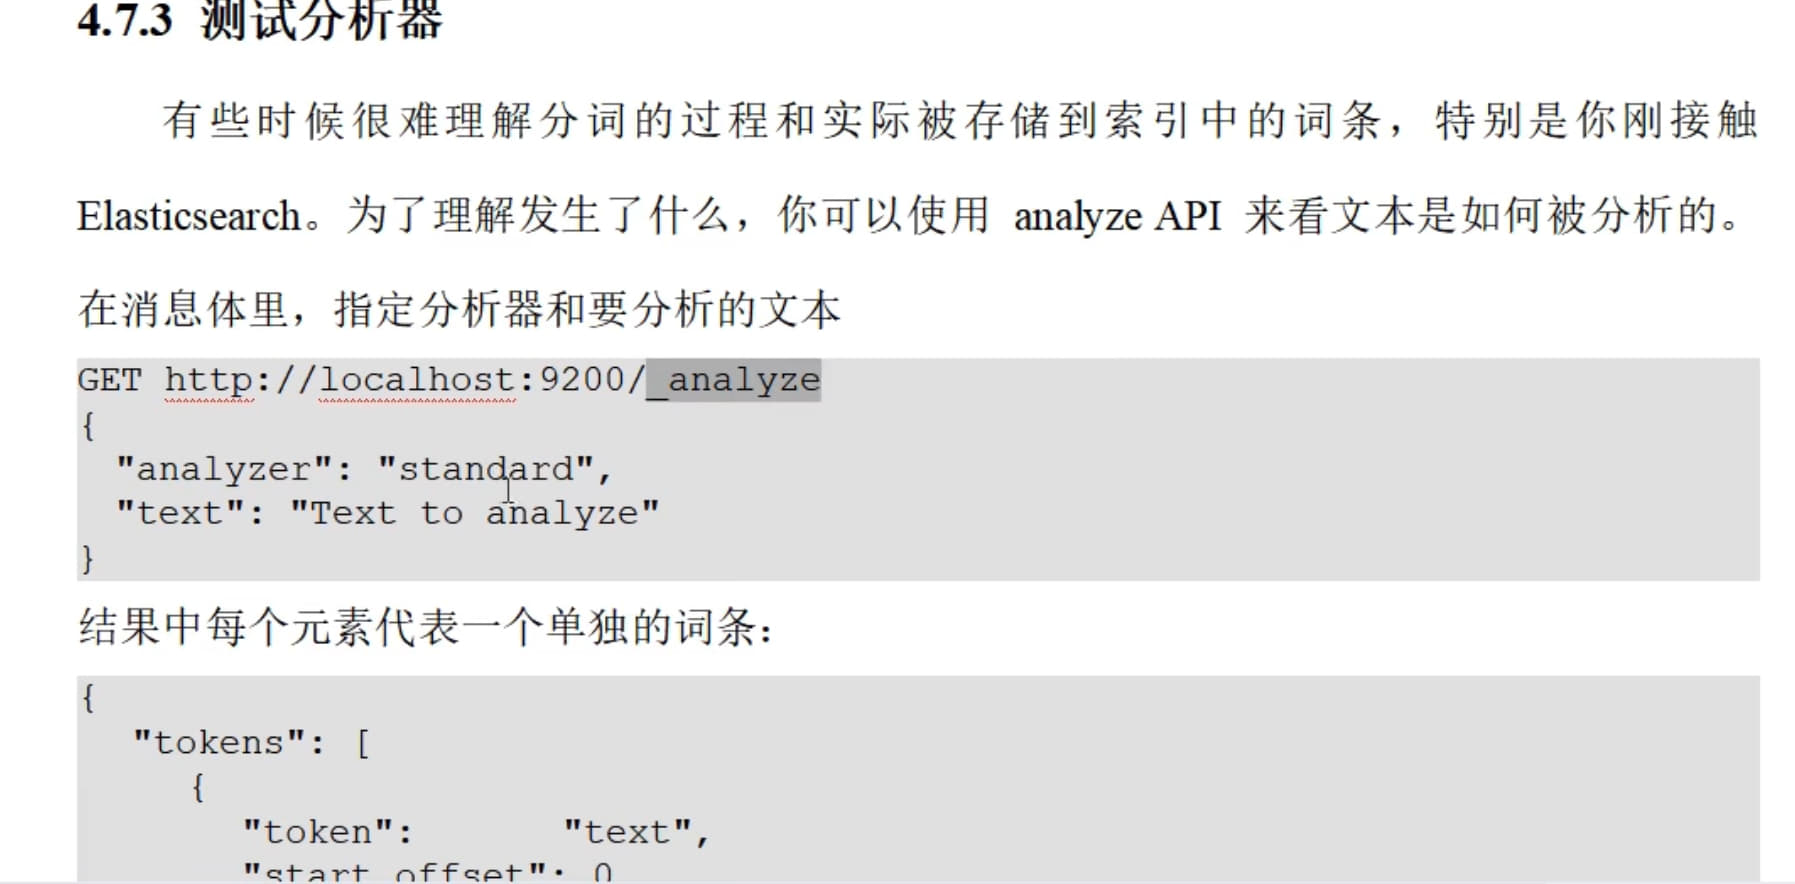 4.7.3 测试分析器
有些时候很难理解分词的过程和实际被存储到索引中的词条，特别是你刚接触
Elasticsearch。为了理解发生了什么，你可以使用 analyze API 来看文本是如何被分析的。
在消息体里，指定分析器和要分析的文本
GET http://localhost:9200/_analyze
{
"analyzer": "standard",
"text": "Text to analyze"
}
结果中每个元素代表一个单独的词条：
{
"tokens": [
{
"token": "text",
"start_offset": 0